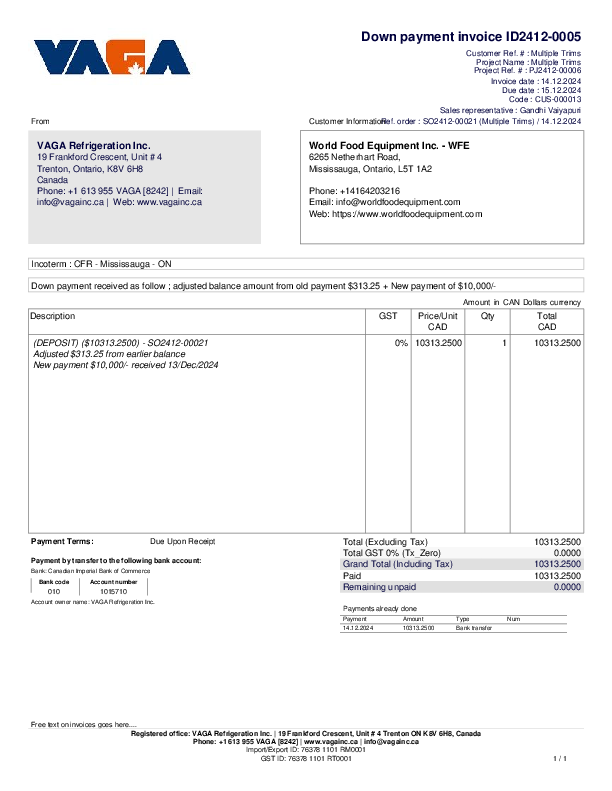 VAGA
Down payment invoice ID2412-0005
Customer Ref. # : Multiple Trims
Project Name : Multiple Trims
Project Ref. # : PJ2412-00006
Invoice date : 14.12.2024
Due date : 15.12.2024
Code : CUS-000013
Sales representative : Gandhi Vaiyapuri
Ref. order : SO2412-00021 (Multiple Trims) / 14.12.2024
From
Customer Information
VAGA Refrigeration Inc.
19 Frankford Crescent, Unit # 4
Trenton, Ontario, K8V 6H8
Canada
Phone: +1 613 955 VAGA [8242] | Email:
info@vagainc.ca | Web: www.vagainc.ca
World Food Equipment Inc. - WFE
6265 Netherhart Road,
Mississauga, Ontario, L5T 1A2
Phone: +14164203216
Email: info@worldfoodequipment.com
Web: https://www.worldfoodequipment.com
Incoterm : CFR - Mississauga - ON
Down payment received as follow ; adjusted balance amount from old payment $313.25 + New payment of $10,000/-
Amount in CAN Dollars currency
Description GST Price/Unit CAD Qty Total CAD
(DEPOSIT) ($10313.2500) - SO2412-00021 0% 10313.2500 1 10313.2500
Adjusted $313.25 from earlier balance
New payment $10,000/- received 13/Dec/2024
Payment Terms: Due Upon Receipt
Payment by transfer to the following bank account:
Bank: Canadian Imperial Bank of Commerce
Bank code Account number
010 1015710
Account owner name: VAGA Refrigeration Inc.
Total (Excluding Tax) 10313.2500
Total GST 0% (Tx_Zero) 0.0000
Grand Total (Including Tax) 10313.2500
Paid 10313.2500
Remaining unpaid 0.0000
Payments already done
Payment Amount Type Num
14.12.2024 10313.2500 Bank transfer
Free text on invoices goes here....
Registered office: VAGA Refrigeration Inc. | 19 Frankford Crescent, Unit # 4 Trenton ON K8V 6H8, Canada
Phone: +1 613 955 VAGA [8242] | www.vagainc.ca | info@vagainc.ca
Import/Export ID: 76378 1101 RM0001
GST ID: 76378 1101 RT0001
1 / 1